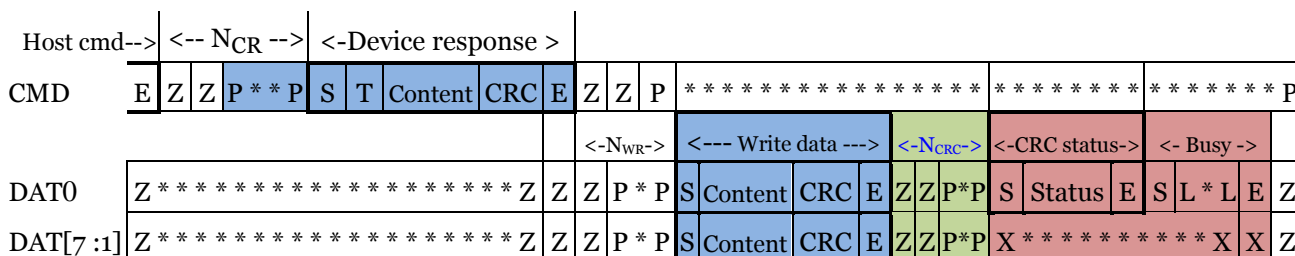 Host cmd--> <-- NCR --> <-Device response >
CMD E Z Z P * * P S T Content CRC E Z Z P * * * * * * * * * * * * * * * * * * * * * * * * * * * * * * * P
<-NWR-> <--- Write data ---> <-NCRC-> <-CRC status-> <- Busy ->
DAT0 Z * * * * * * * * * * * * * * * * * * * * Z Z Z P * P S Content CRC E Z Z P*P S Status E S L * L E Z
DAT[7 :1] Z * * * * * * * * * * * * * * * * * * * * Z Z Z P * P S Content CRC E Z Z P*P X * * * * * * * * * * X X Z